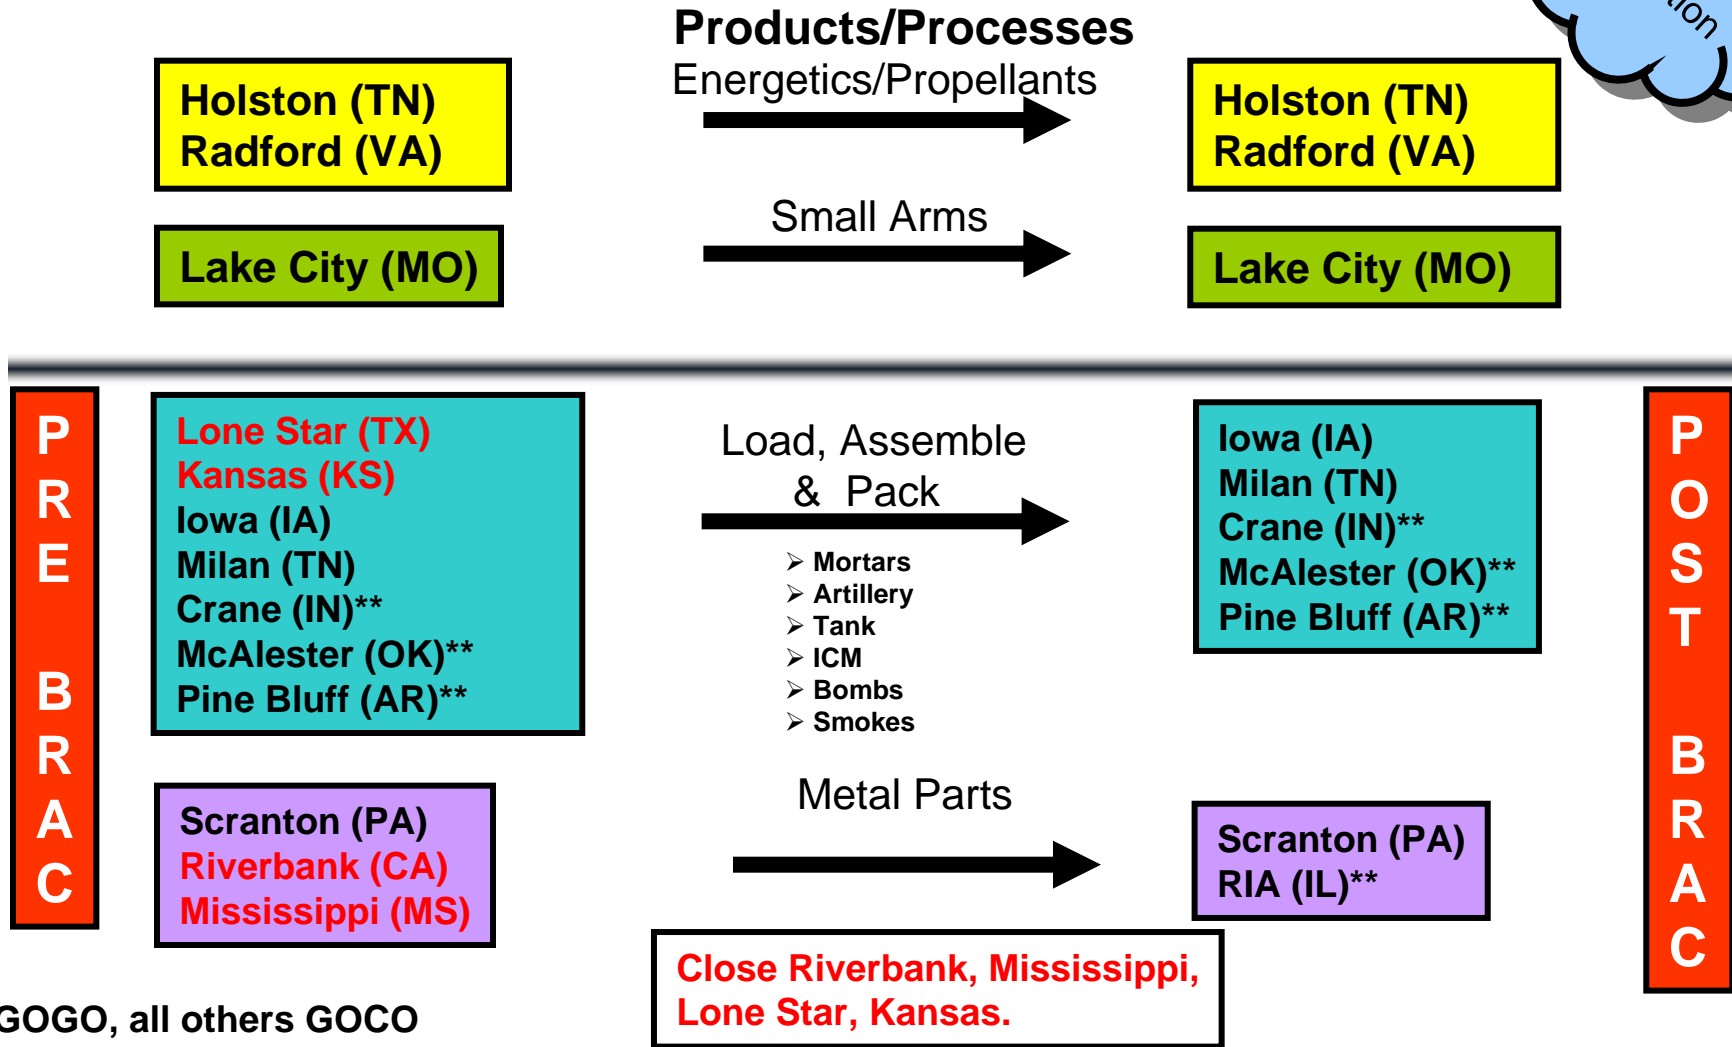 Products/Processes
Energetics/Propellants
Holston (TN)
Radford (VA)
Holston (TN)
Radford (VA)
Small Arms
Lake City (MO)
Lake City (MO)
PRE BRAC
Lone Star (TX)
Kansas (KS)
Iowa (IA)
Milan (TN)
Crane (IN)**
McAlester (OK)**
Pine Bluff (AR)**
Load, Assemble
& Pack
➢ Mortars
➢ Artillery
➢ Tank
➢ ICM
➢ Bombs
➢ Smokes
Iowa (IA)
Milan (TN)
Crane (IN)**
McAlester (OK)**
Pine Bluff (AR)**
POST BRAC
Scranton (PA)
Riverbank (CA)
Mississippi (MS)
Metal Parts
Scranton (PA)
RIA (IL)**
Close Riverbank, Mississippi,
Lone Star, Kansas.
GOGO, all others GOCO